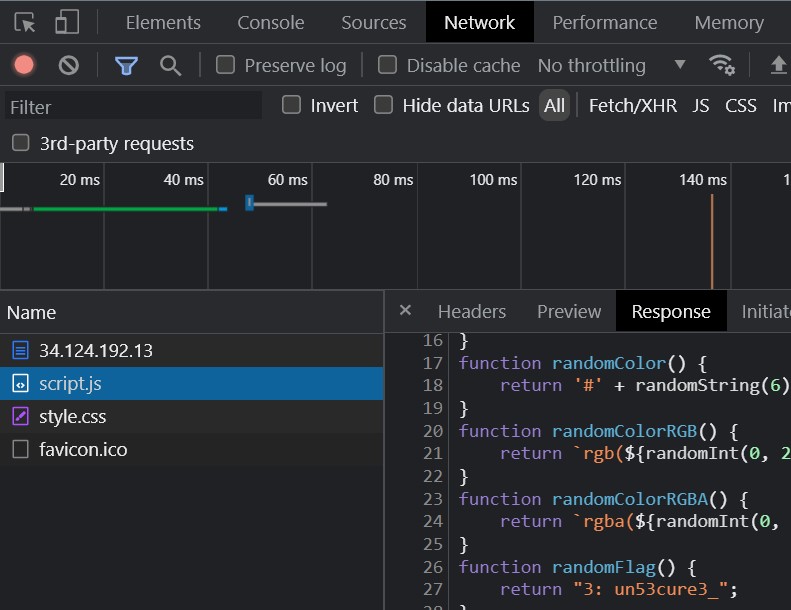 Elements Console Sources Network Performance Memory
Preserve log Disable cache No throttling
Filter Invert Hide data URLs All Fetch/XHR JS CSS Im
3rd-party requests
20 ms 40 ms 60 ms 80 ms 100 ms 120 ms 140 ms 1
Name
34.124.192.13
script.js
style.css
favicon.ico
× Headers Preview Response Initiat
16 }
17 function randomColor() {
18 return '#' + randomString(6)
19 }
20 function randomColorRGB() {
21 return `rgb(${randomInt(0, 2
22 }
23 function randomColorRGBA() {
24 return `rgba(${randomInt(0,
25 }
26 function randomFlag() {
27 return "3: un53cure3_";
28 }